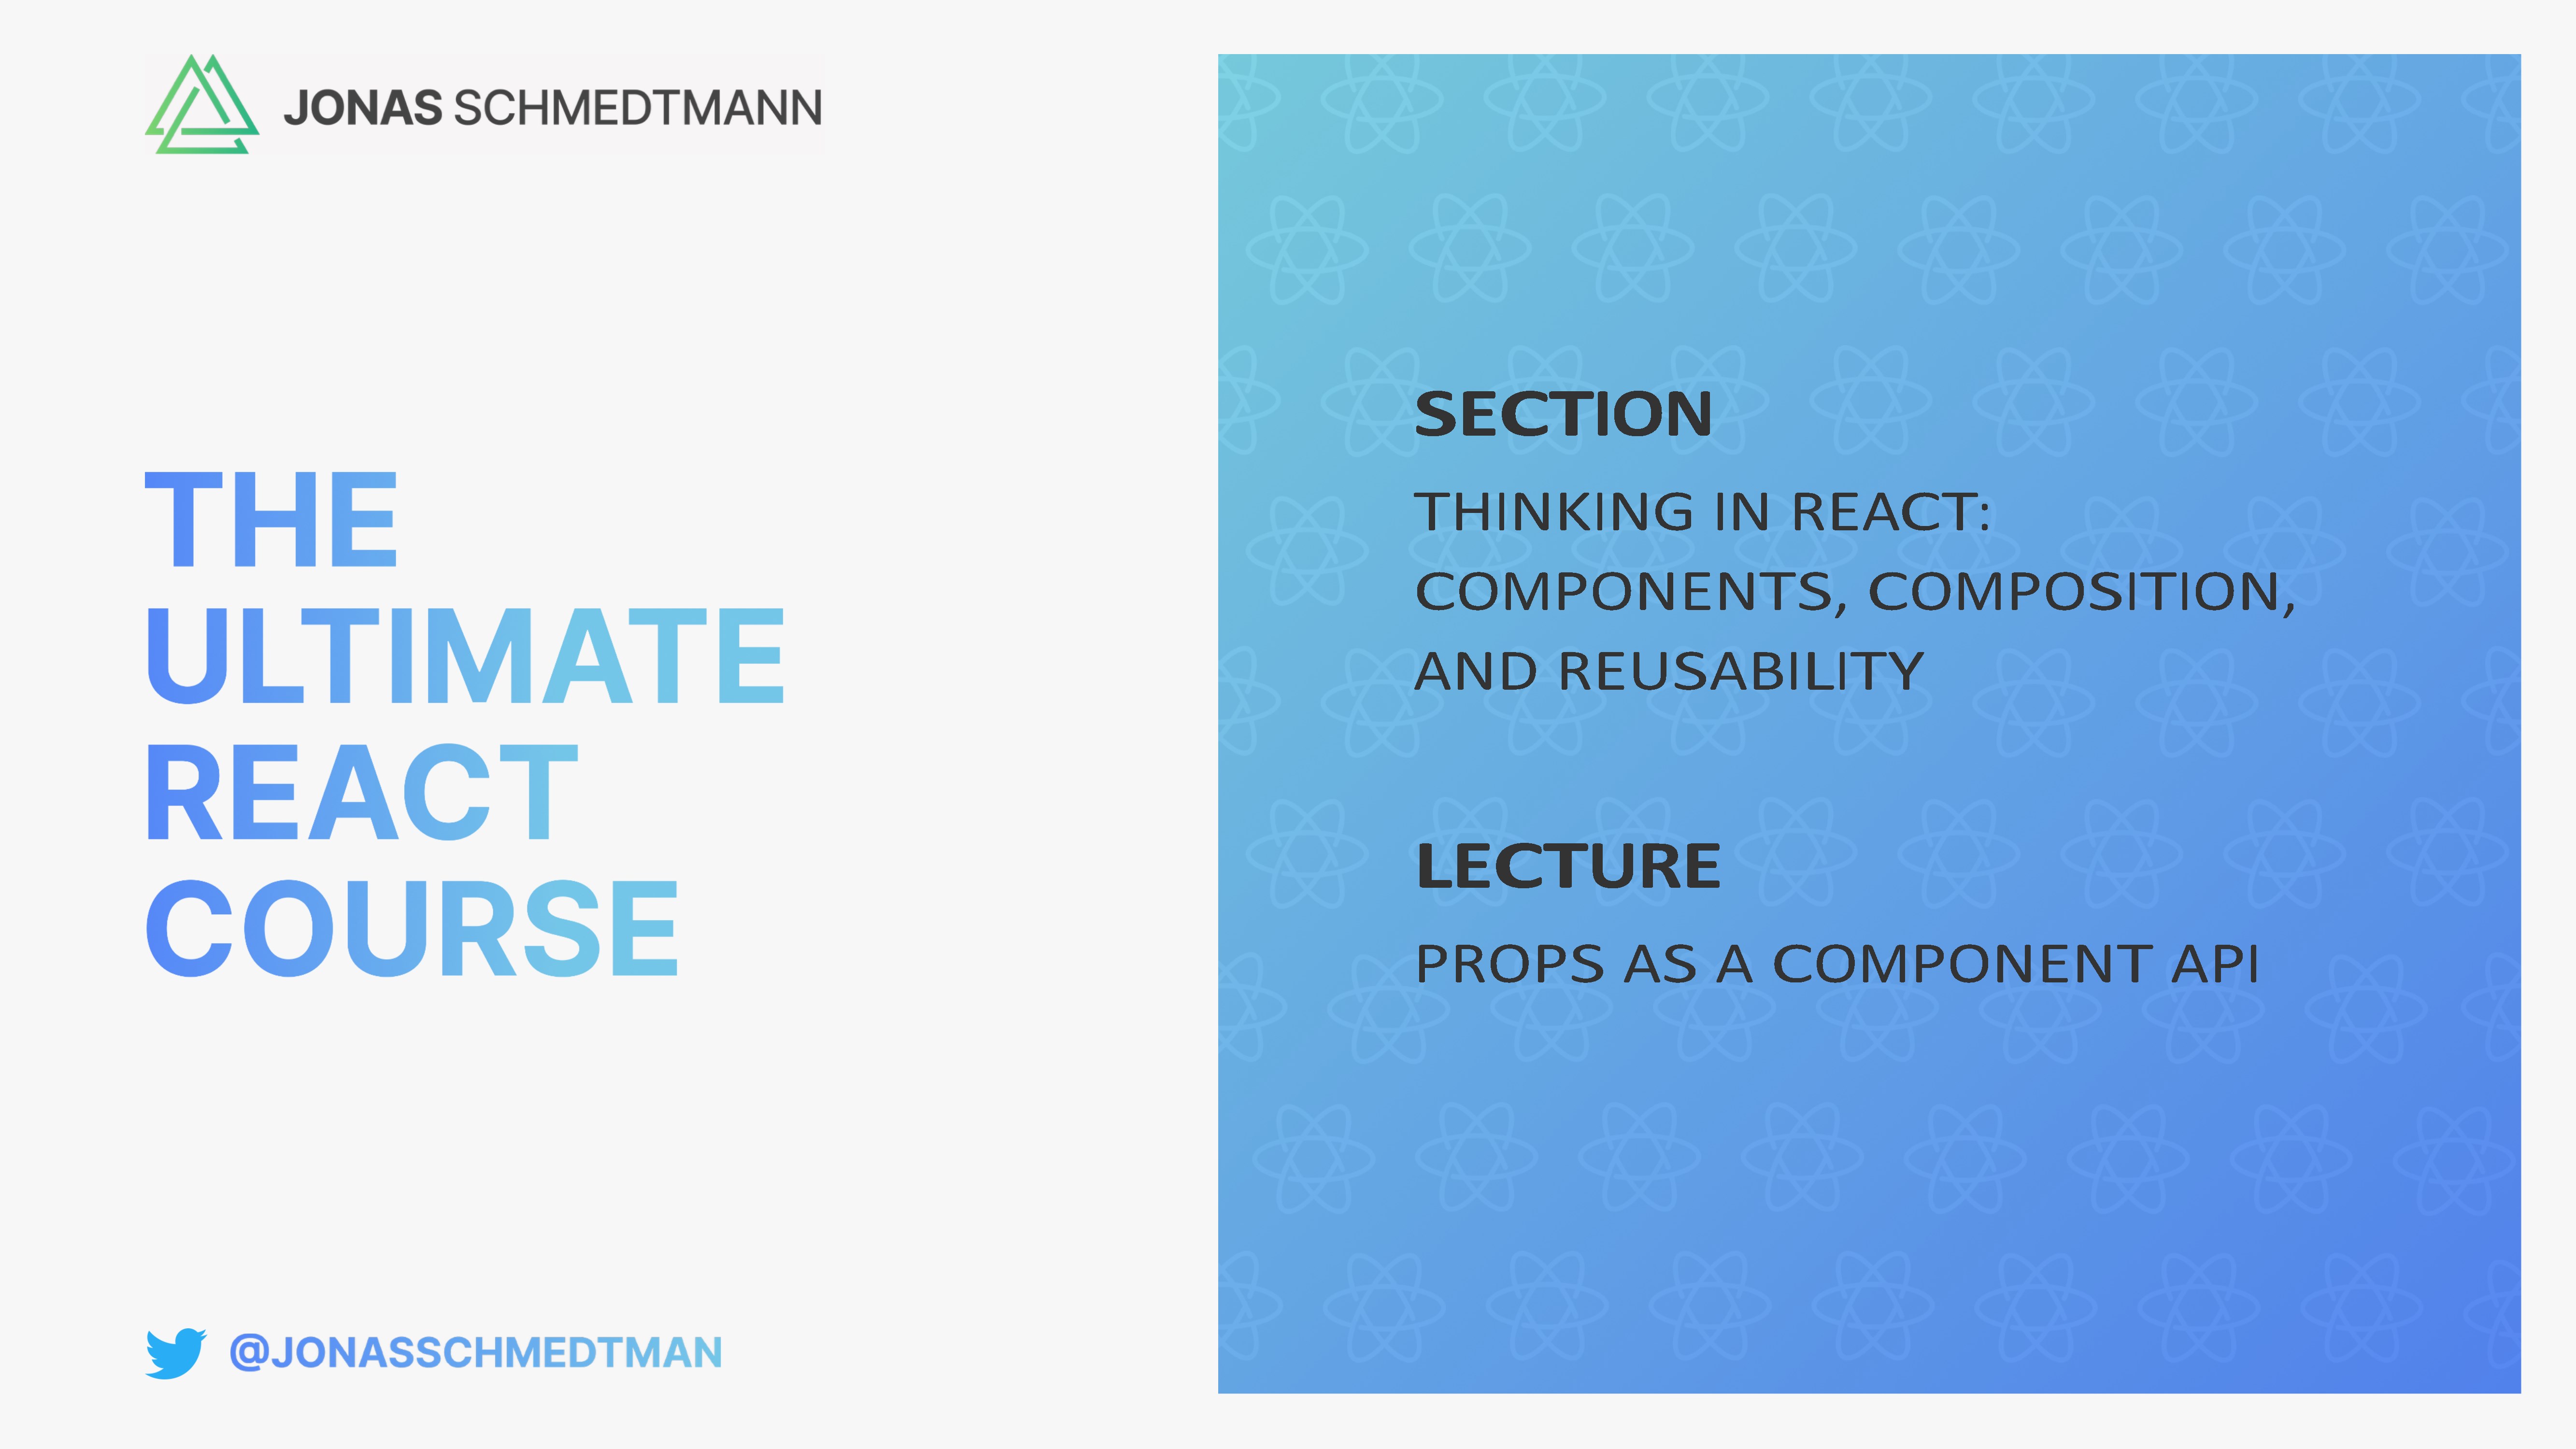 JONAS SCHMEDTMANN
THE
ULTIMATE
REACT
COURSE
@JONASSCHMEDTMAN
SECTION
THINKING IN REACT:
COMPONENTS, COMPOSITION,
AND REUSABILITY
LECTURE
PROPS AS A COMPONENT API